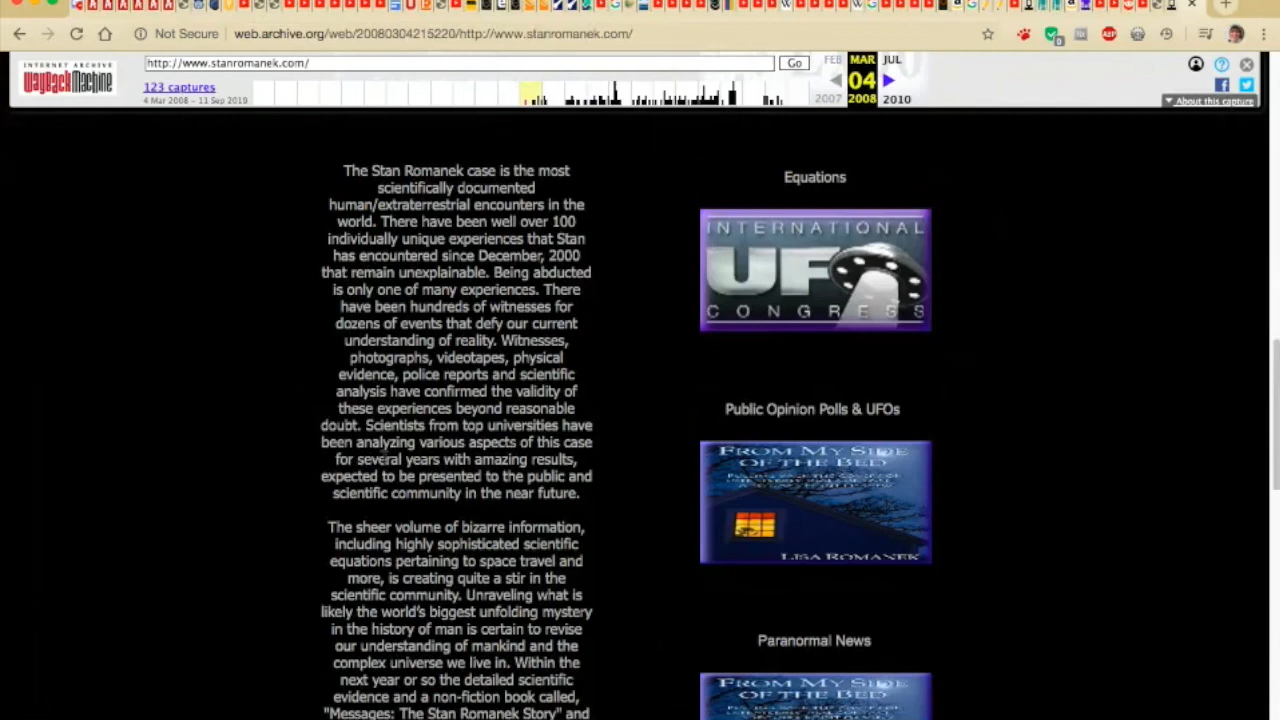 Not Secure
web.archive.org/web/20080304215220/http://www.stanromanek.com/
INTERNET ARCHIVE
WayBackMachine
http://www.stanromanek.com/
Go
FEB
MAR
JUL
123 captures
04
4 Mar 2008 – 11 Sep 2019
2007
2008
2010
About this capture
The Stan Romanek case is the most
scientifically documented
human/extraterrestrial encounters in the
world. There have been well over 100
individually unique experiences that Stan
has encountered since December, 2000
that remain unexplainable. Being abducted
is only one of many experiences. There
have been hundreds of witnesses for
dozens of events that defy our current
understanding of reality. Witnesses,
photographs, videotapes, physical
evidence, police reports and scientific
analysis have confirmed the validity of
these experiences beyond reasonable
doubt. Scientists from top universities have
been analyzing various aspects of this case
for several years with amazing results,
expected to be presented to the public and
scientific community in the near future.
The sheer volume of bizarre information,
including highly sophisticated scientific
equations pertaining to space travel and
more, is creating quite a stir in the
scientific community. Unraveling what is
likely the world's biggest unfolding mystery
in the history of man is certain to revise
our understanding of mankind and the
complex universe we live in. Within the
next year or so the detailed scientific
evidence and a non-fiction book called,
"Messages: The Stan Romanek Story" and
Equations
INTERNATIONAL
UFO
CONGRESS
Public Opinion Polls & UFOs
FROM MY SIDE
OF THE BED
LISA ROMANEK
Paranormal News
FROM MY SIDE
OF THE BED